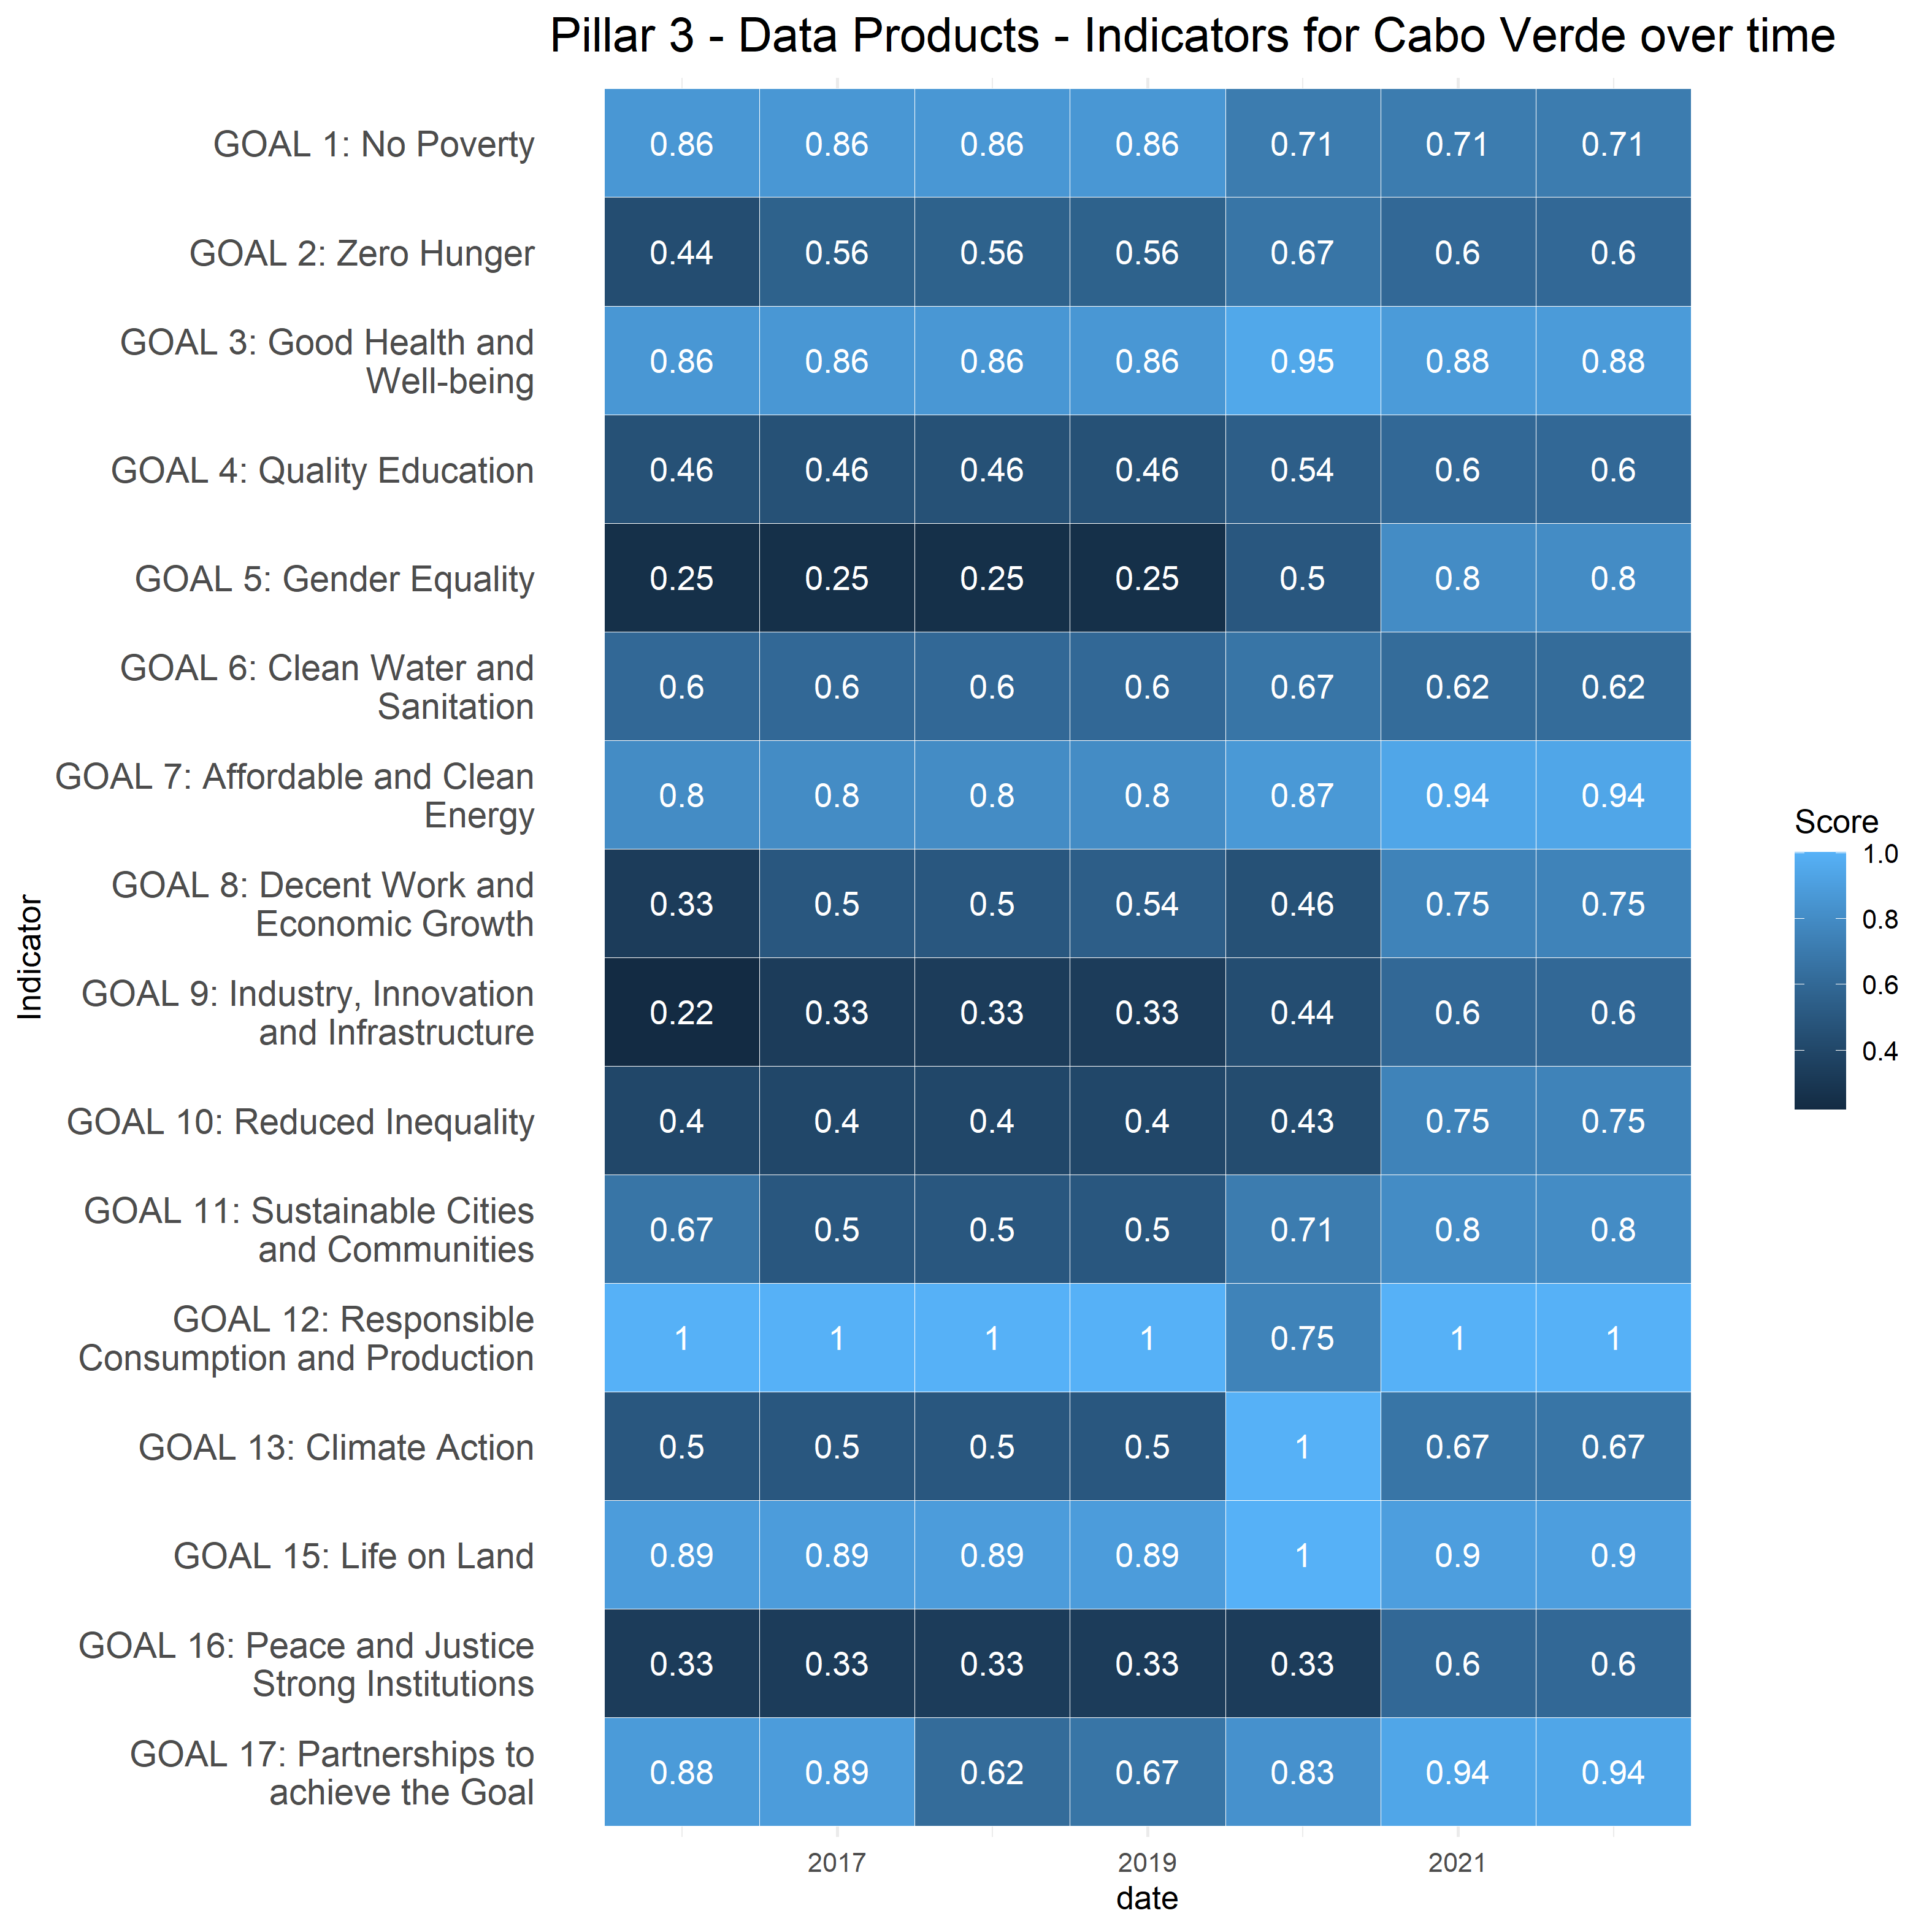 Pillar 3 - Data Products - Indicators for Cabo Verde over time
GOAL 1: No Poverty 0.86 0.86 0.86 0.86 0.71 0.71 0.71
GOAL 2: Zero Hunger 0.44 0.56 0.56 0.56 0.67 0.6 0.6
GOAL 3: Good Health and
Well-being 0.86 0.86 0.86 0.86 0.95 0.88 0.88
GOAL 4: Quality Education 0.46 0.46 0.46 0.46 0.54 0.6 0.6
GOAL 5: Gender Equality 0.25 0.25 0.25 0.25 0.5 0.8 0.8
GOAL 6: Clean Water and
Sanitation 0.6 0.6 0.6 0.6 0.67 0.62 0.62
GOAL 7: Affordable and Clean
Energy 0.8 0.8 0.8 0.8 0.87 0.94 0.94
GOAL 8: Decent Work and
Economic Growth 0.33 0.5 0.5 0.54 0.46 0.75 0.75
GOAL 9: Industry, Innovation
and Infrastructure 0.22 0.33 0.33 0.33 0.44 0.6 0.6
GOAL 10: Reduced Inequality 0.4 0.4 0.4 0.4 0.43 0.75 0.75
GOAL 11: Sustainable Cities
and Communities 0.67 0.5 0.5 0.5 0.71 0.8 0.8
GOAL 12: Responsible
Consumption and Production 1 1 1 1 0.75 1 1
GOAL 13: Climate Action 0.5 0.5 0.5 0.5 1 0.67 0.67
GOAL 15: Life on Land 0.89 0.89 0.89 0.89 1 0.9 0.9
GOAL 16: Peace and Justice
Strong Institutions 0.33 0.33 0.33 0.33 0.33 0.6 0.6
GOAL 17: Partnerships to
achieve the Goal 0.88 0.89 0.62 0.67 0.83 0.94 0.94
2017 2019 2021
date
Indicator
Score
1.0
0.8
0.6
0.4